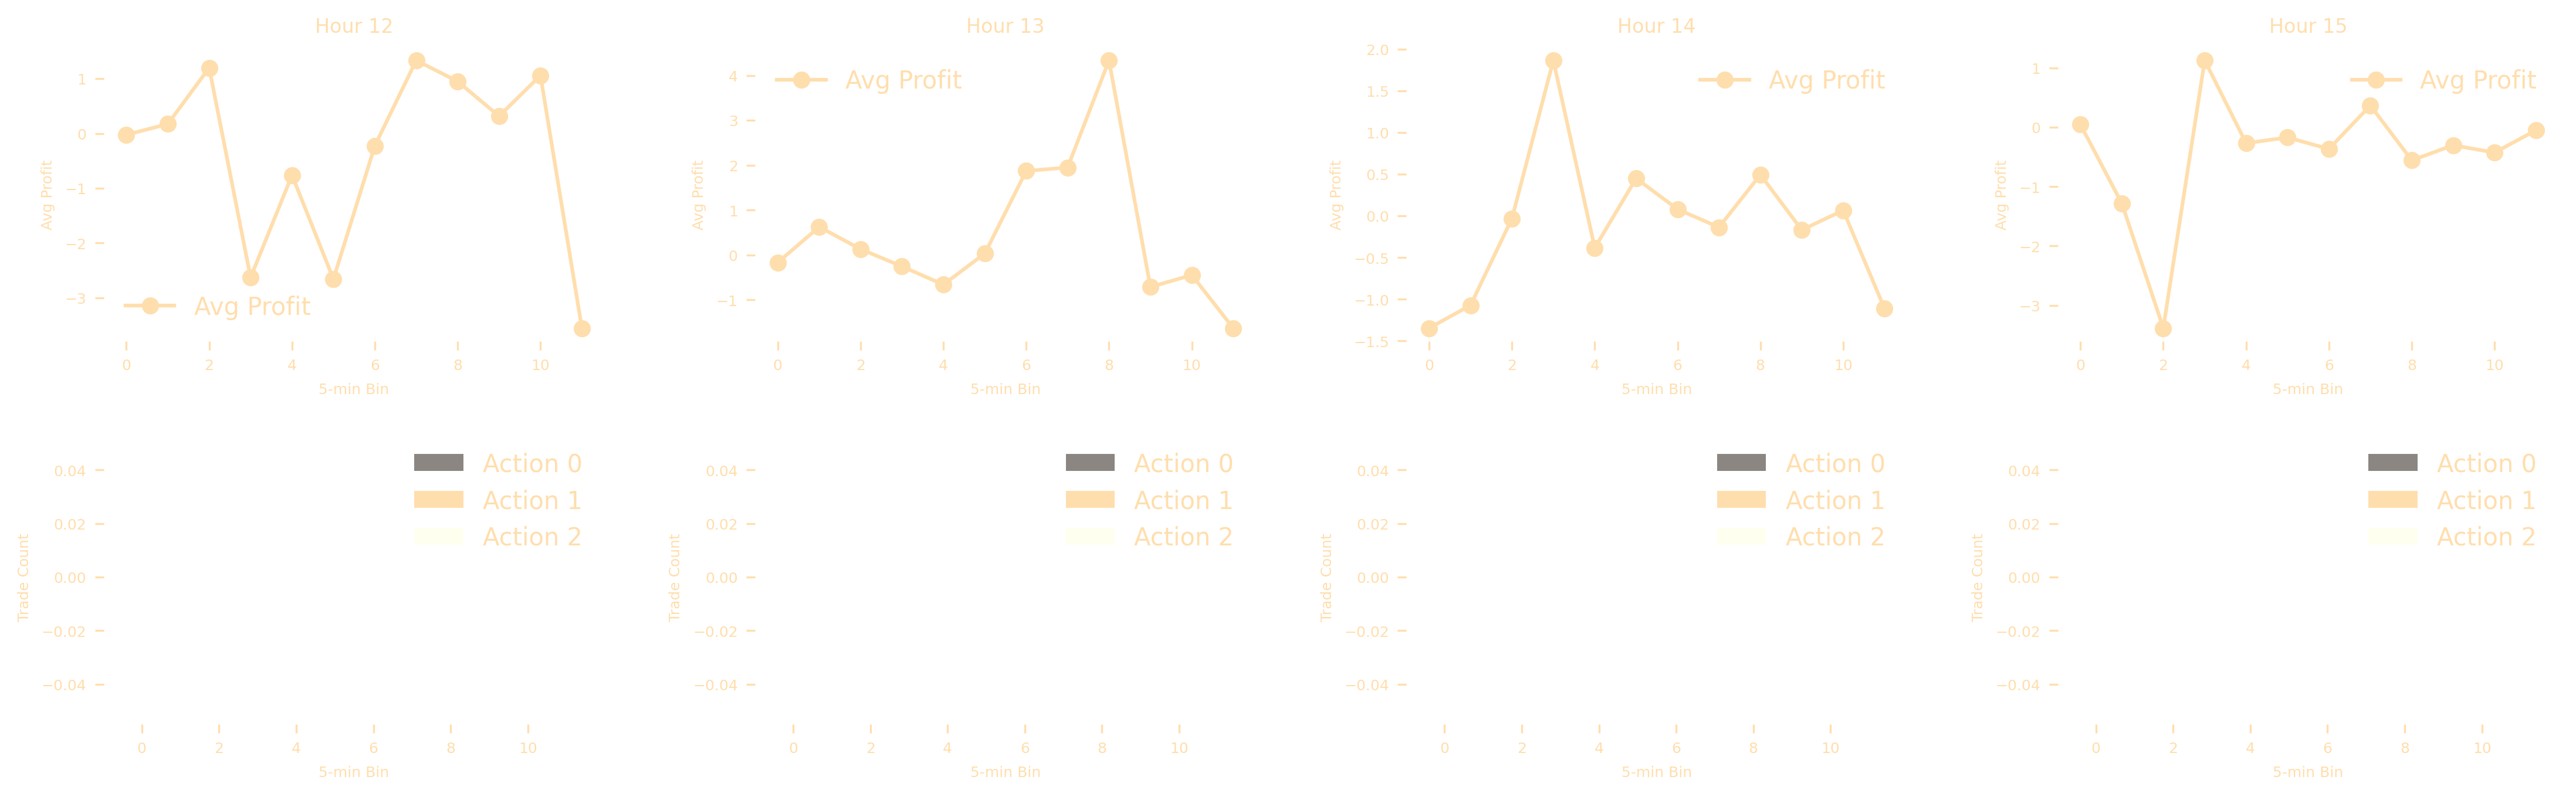 Hour 12
1
0
−1
−2
−3
Avg Profit
Avg Profit
0 2 4 6 8 10
5-min Bin
Hour 13
4
3
2
1
0
−1
Avg Profit
Avg Profit
0 2 4 6 8 10
5-min Bin
Hour 14
2.0
1.5
1.0
0.5
0.0
−0.5
−1.0
−1.5
Avg Profit
Avg Profit
0 2 4 6 8 10
5-min Bin
Hour 15
1
0
−1
−2
−3
Avg Profit
Avg Profit
0 2 4 6 8 10
5-min Bin
0.04
0.02
0.00
−0.02
−0.04
Trade Count
Action 0
Action 1
Action 2
0 2 4 6 8 10
5-min Bin
0.04
0.02
0.00
−0.02
−0.04
Trade Count
Action 0
Action 1
Action 2
0 2 4 6 8 10
5-min Bin
0.04
0.02
0.00
−0.02
−0.04
Trade Count
Action 0
Action 1
Action 2
0 2 4 6 8 10
5-min Bin
0.04
0.02
0.00
−0.02
−0.04
Trade Count
Action 0
Action 1
Action 2
0 2 4 6 8 10
5-min Bin